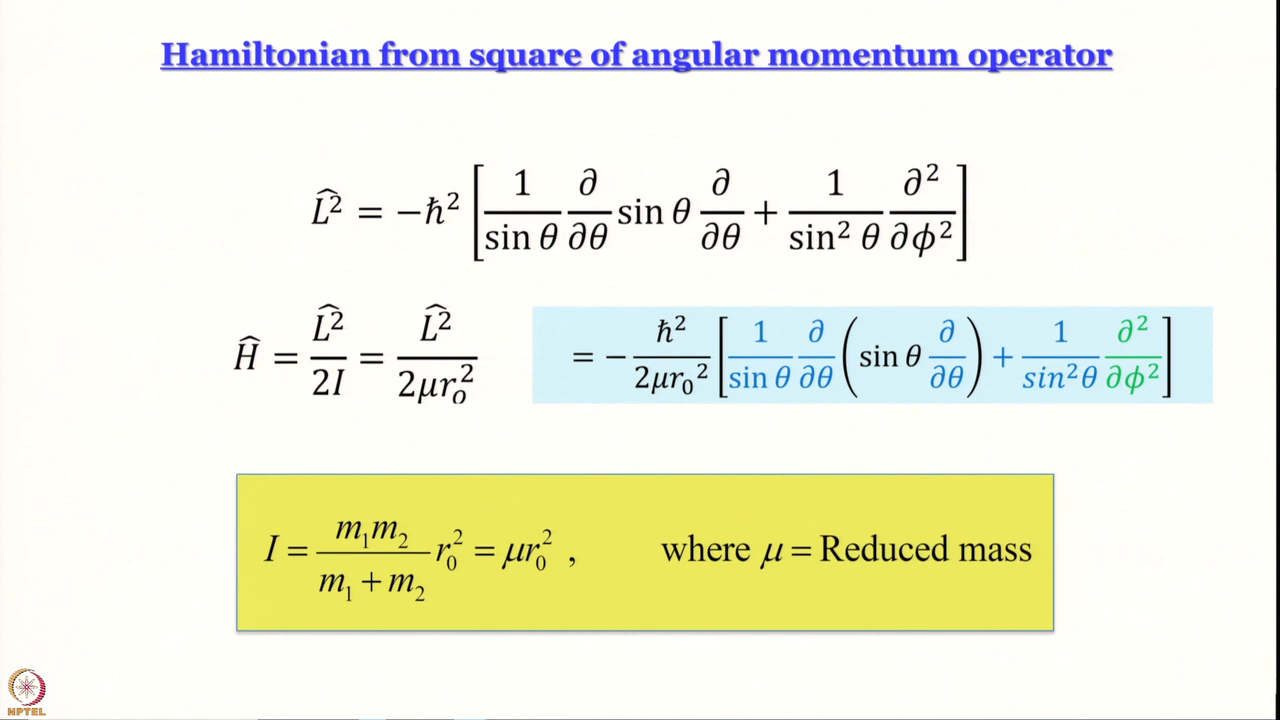 Hamiltonian from square of angular momentum operator
L̂² = −ħ² [ 1/sin θ ∂/∂θ sin θ ∂/∂θ + 1/sin² θ ∂²/∂ϕ² ]
Ĥ = L̂²/2I = L̂²/2μr₀² = − ħ²/2μr₀² [ 1/sin θ ∂/∂θ ( sin θ ∂/∂θ ) + 1/sin²θ ∂²/∂ϕ² ]
I = m₁m₂/(m₁ + m₂) r₀² = μr₀² , where μ = Reduced mass
NPTEL